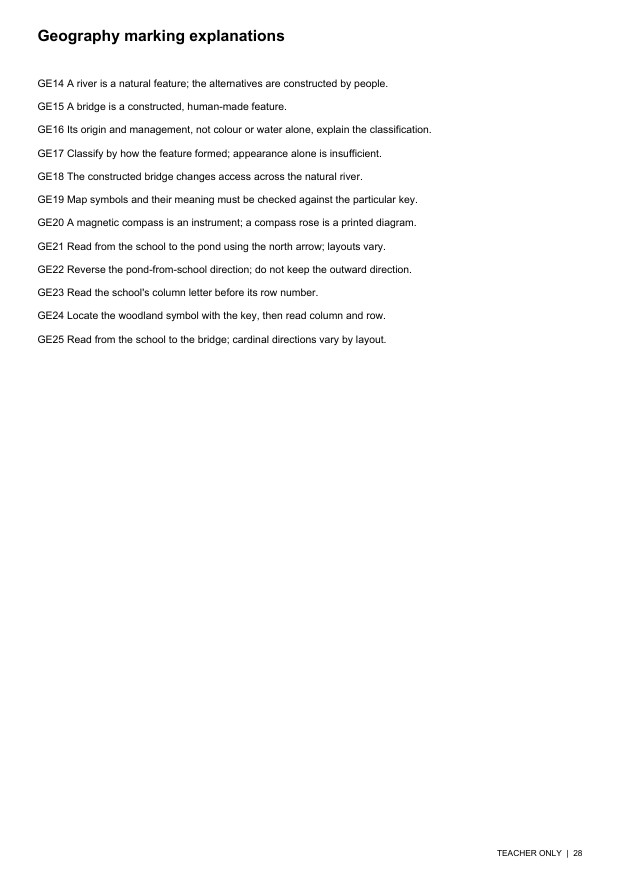 Geography marking explanations
GE14 A river is a natural feature; the alternatives are constructed by people.
GE15 A bridge is a constructed, human-made feature.
GE16 Its origin and management, not colour or water alone, explain the classification.
GE17 Classify by how the feature formed; appearance alone is insufficient.
GE18 The constructed bridge changes access across the natural river.
GE19 Map symbols and their meaning must be checked against the particular key.
GE20 A magnetic compass is an instrument; a compass rose is a printed diagram.
GE21 Read from the school to the pond using the north arrow; layouts vary.
GE22 Reverse the pond-from-school direction; do not keep the outward direction.
GE23 Read the school's column letter before its row number.
GE24 Locate the woodland symbol with the key, then read column and row.
GE25 Read from the school to the bridge; cardinal directions vary by layout.
TEACHER ONLY | 28